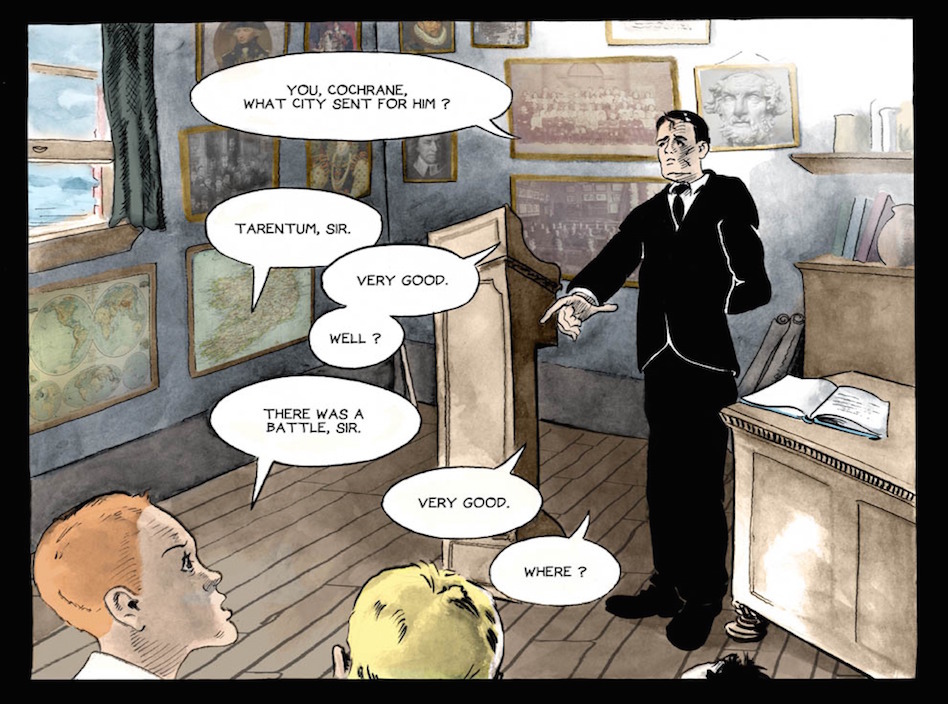 YOU, COCHRANE,
WHAT CITY SENT FOR HIM ?
TARENTUM, SIR.
VERY GOOD.
WELL ?
THERE WAS A
BATTLE, SIR.
VERY GOOD.
WHERE ?